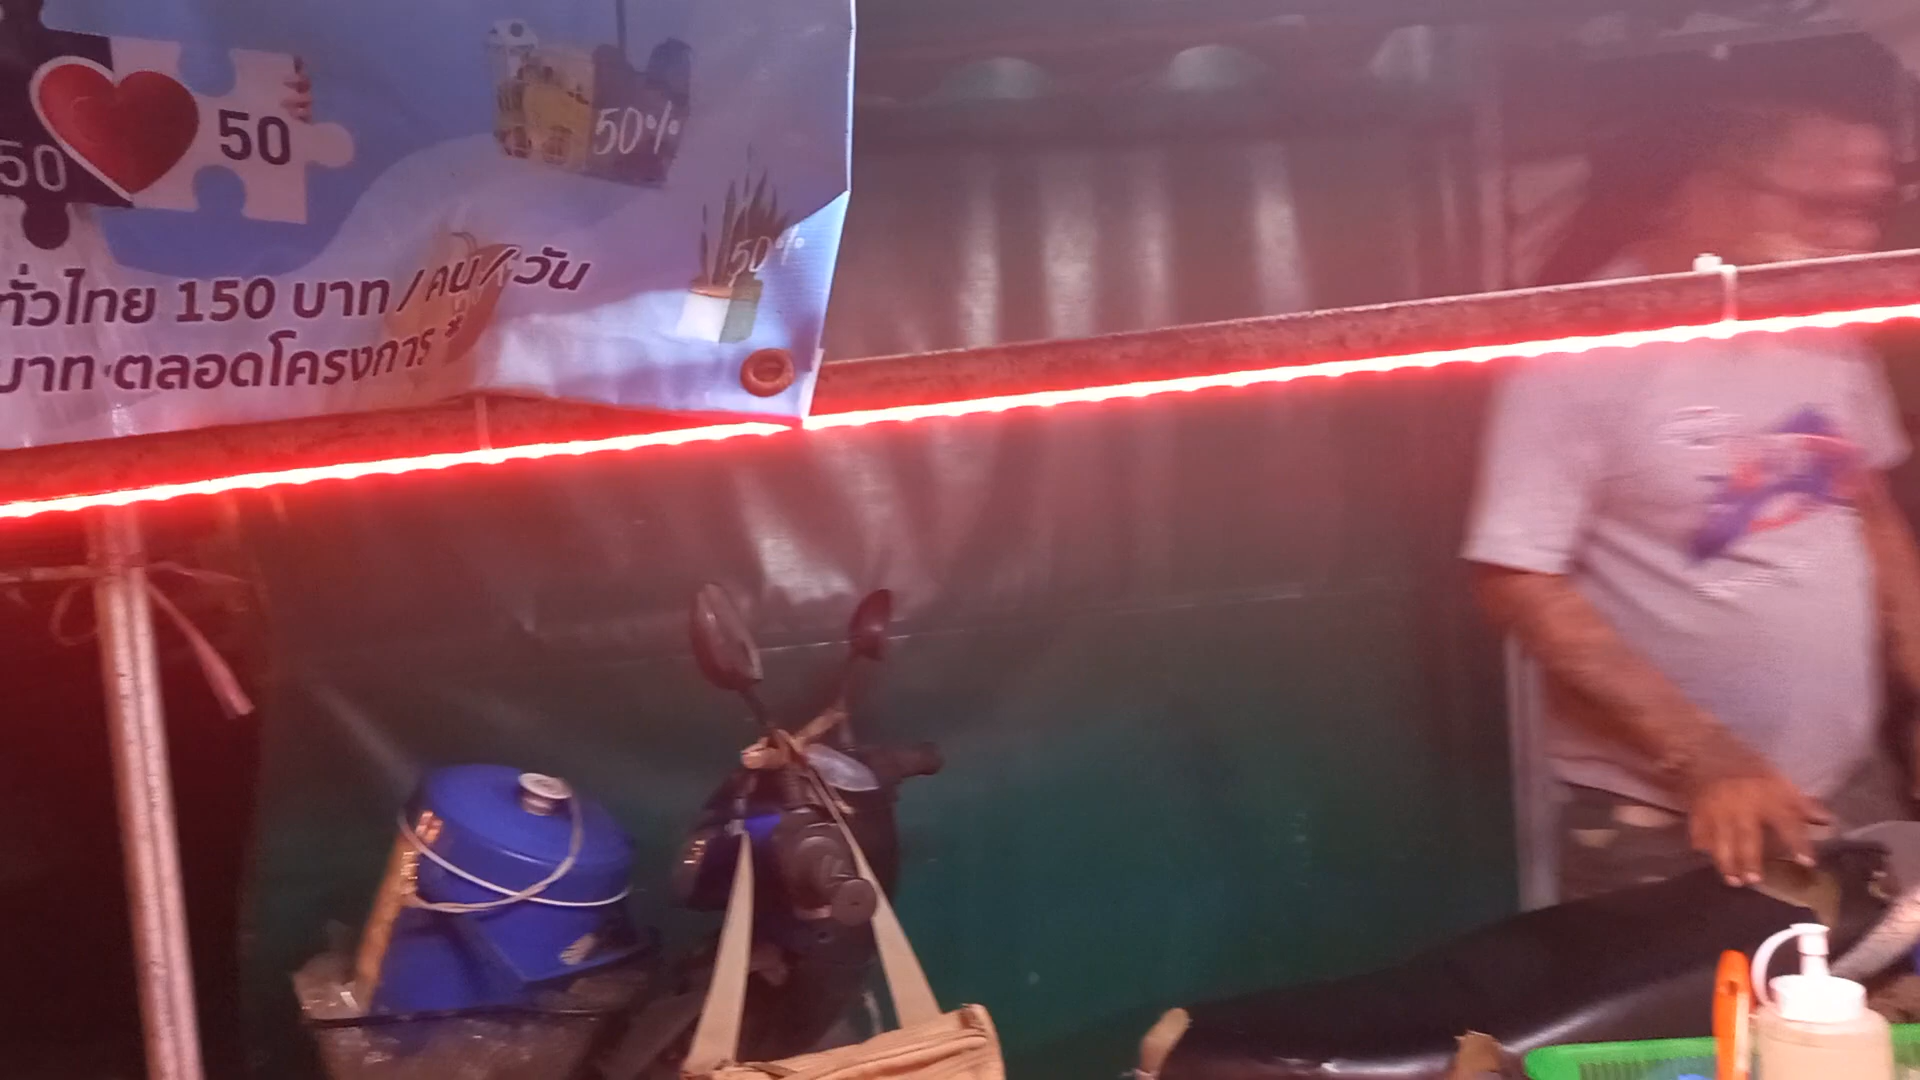 50 50
50%
50%
ทั่วไทย 150 บาท / คน / วัน
บาท ตลอดโครงการ *